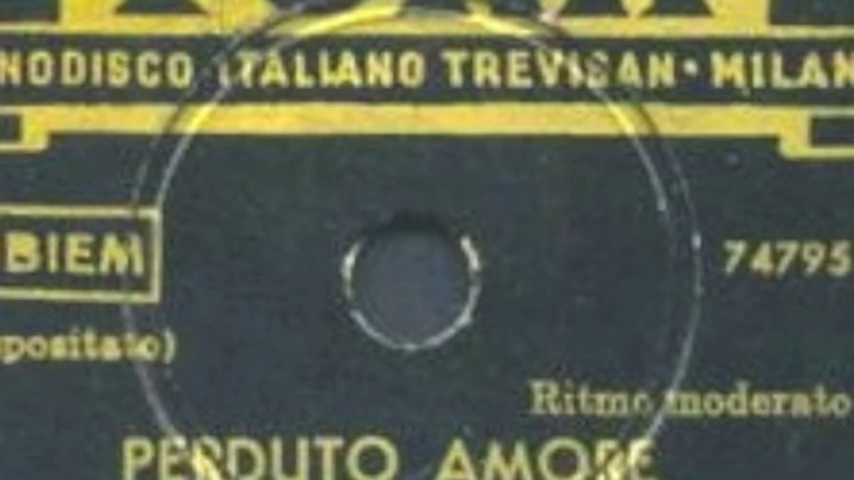 NODISCO ITALIANO TREVISAN • MILAN
BIEM
74795
positato)
Ritmo moderato
PERDUTO AMORE